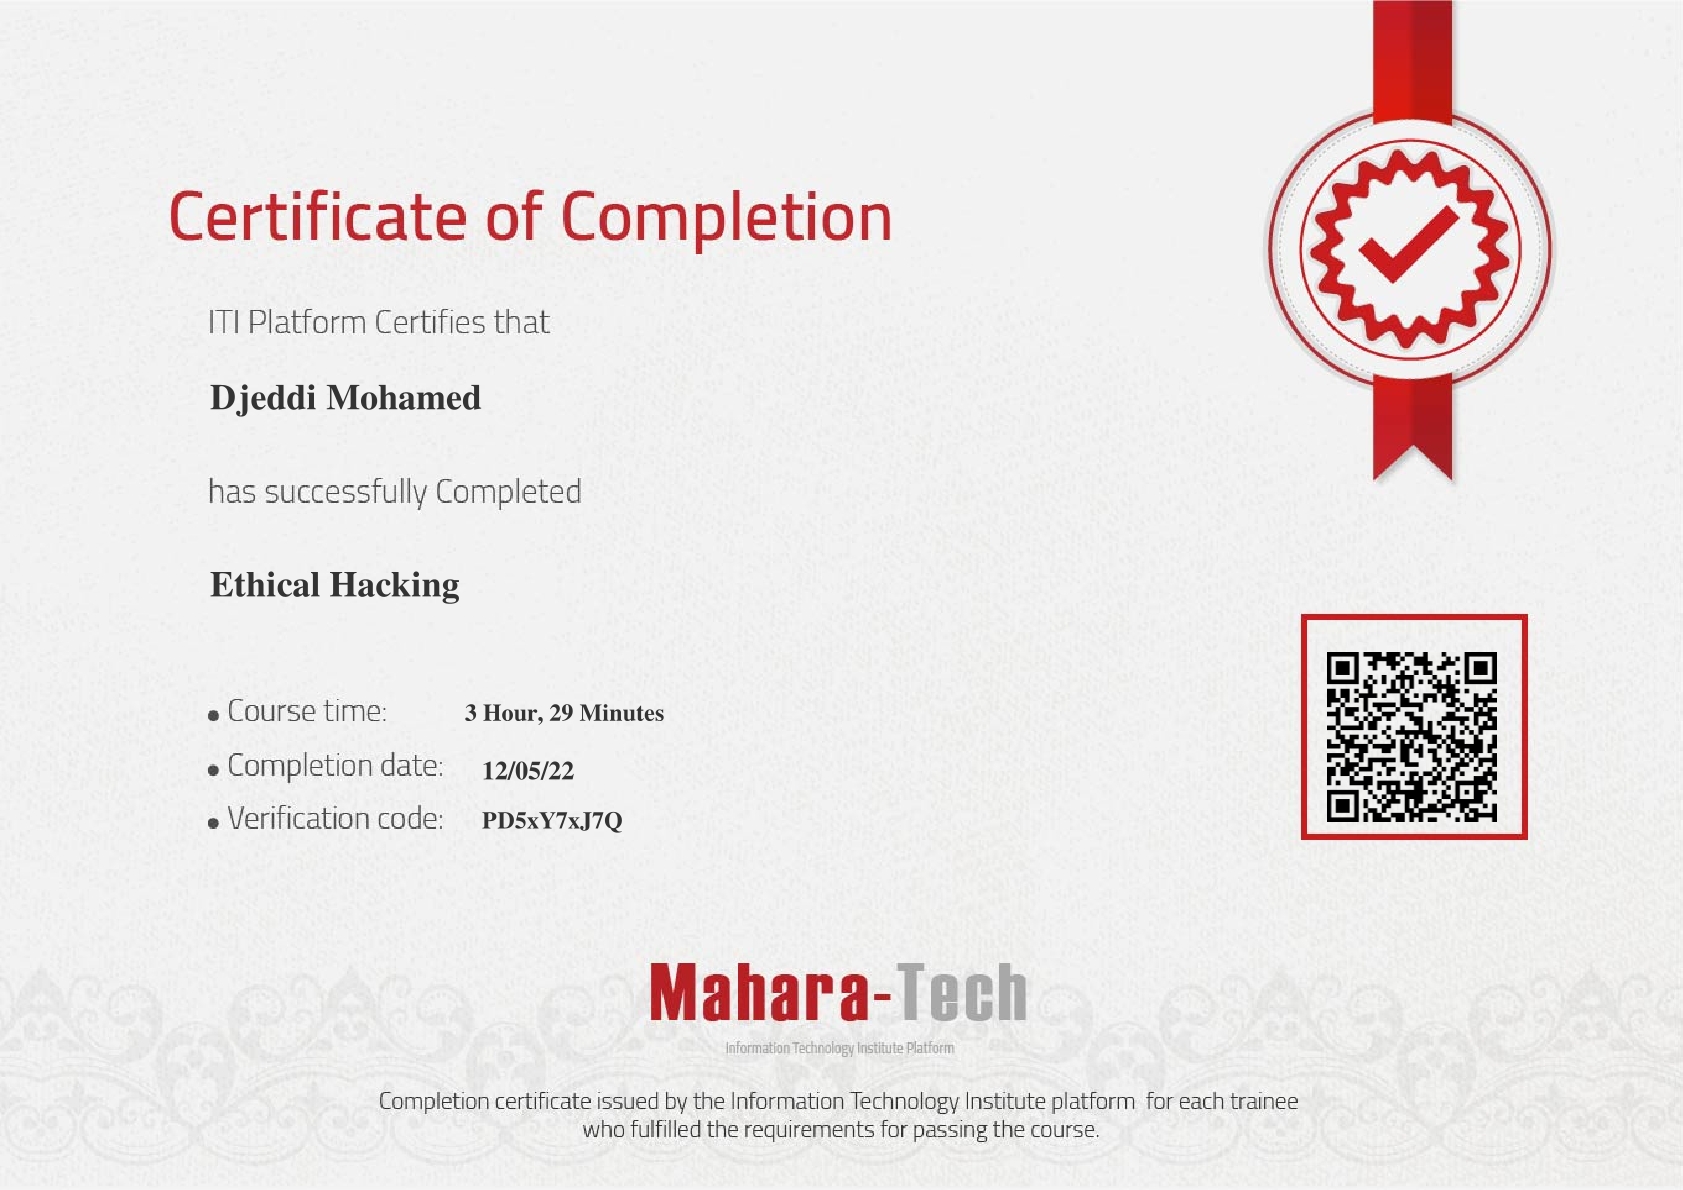 Certificate of Completion
ITI Platform Certifies that
Djeddi Mohamed
has successfully Completed
Ethical Hacking
• Course time: 3 Hour, 29 Minutes
• Completion date: 12/05/22
• Verification code: PD5xY7xJ7Q
Mahara-Tech
Information Technology Institute Platform
Completion certificate issued by the Information Technology Institute platform for each trainee
who fulfilled the requirements for passing the course.